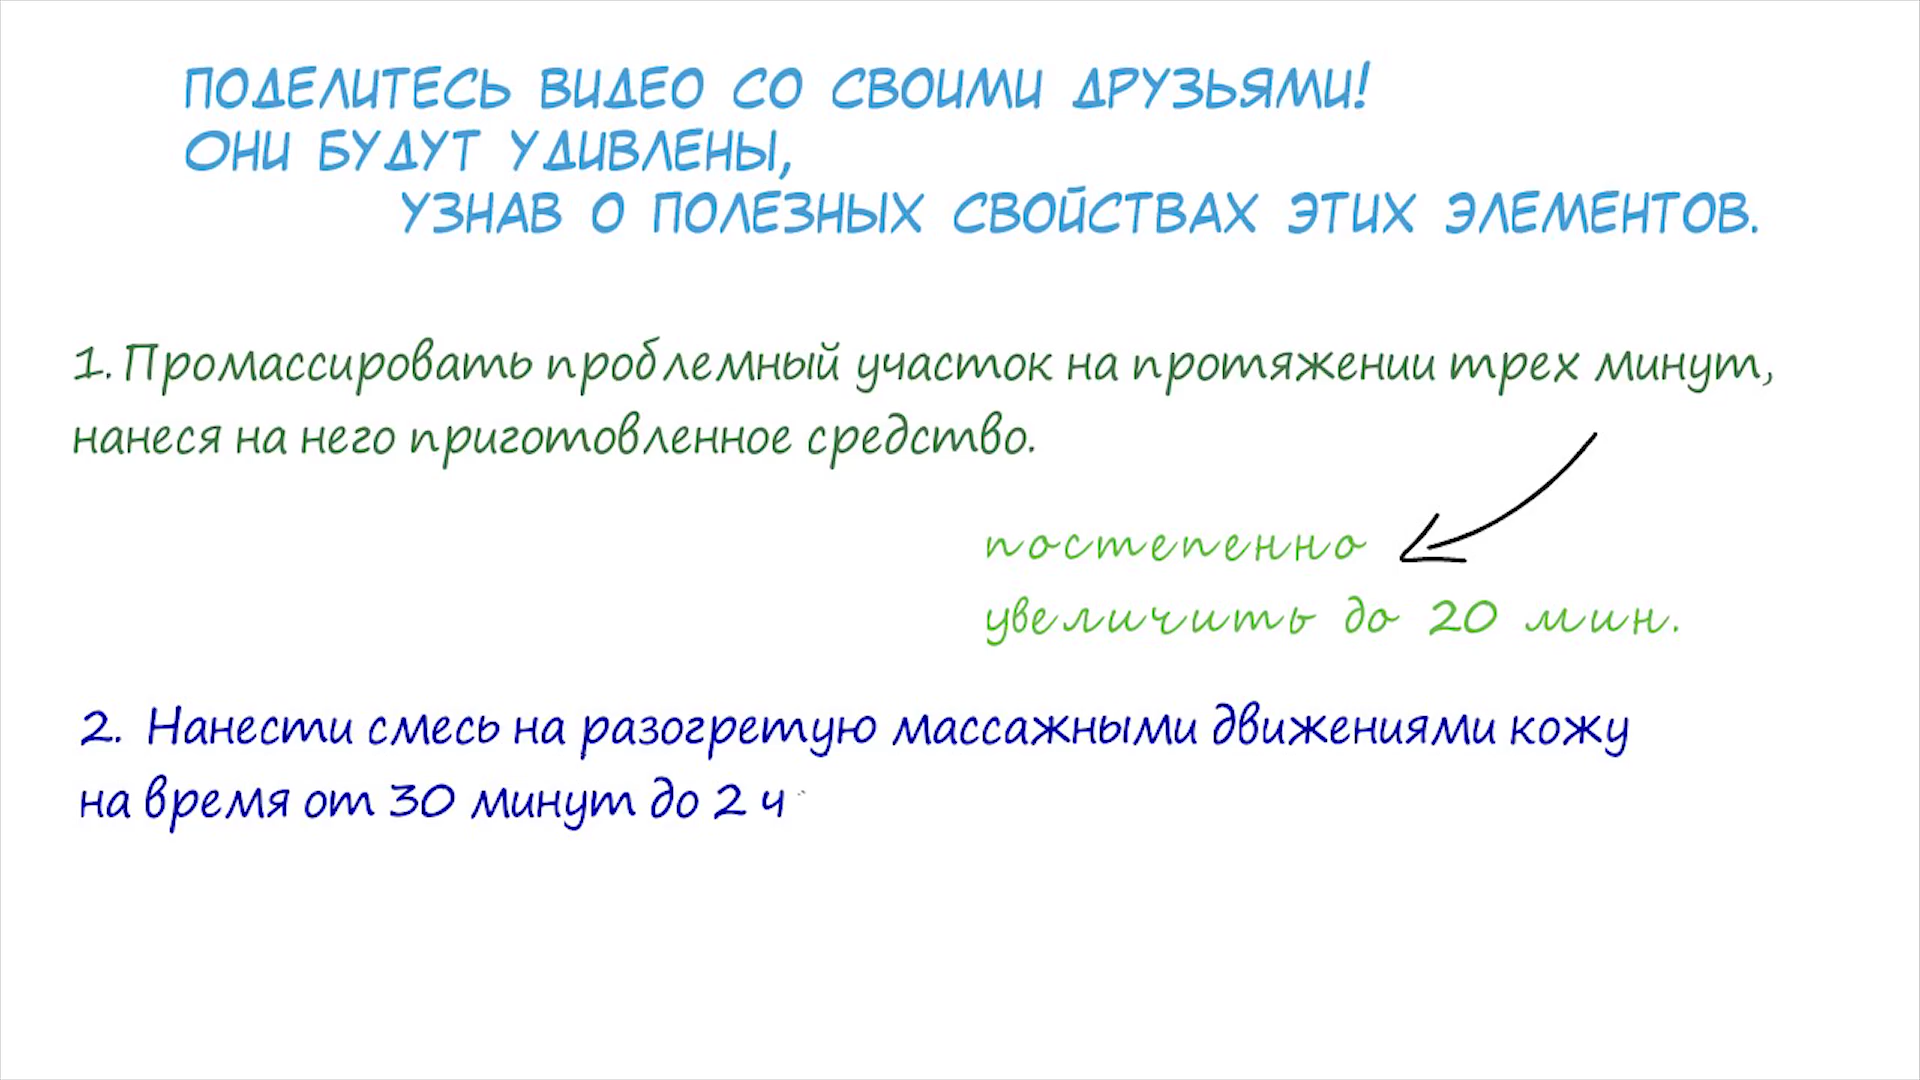 ПОДЕЛИТЕСЬ ВИДЕО СО СВОИМИ ДРУЗЬЯМИ!
ОНИ БУДУТ УДИВЛЕНЫ,
УЗНАВ О ПОЛЕЗНЫХ СВОЙСТВАХ ЭТИХ ЭЛЕМЕНТОВ.
1. Промассировать проблемный участок на протяжении трех минут,
нанеся на него приготовленное средство.
постепенно
увеличить до 20 мин.
2. Нанести смесь на разогретую массажными движениями кожу
на время от 30 минут до 2 ч